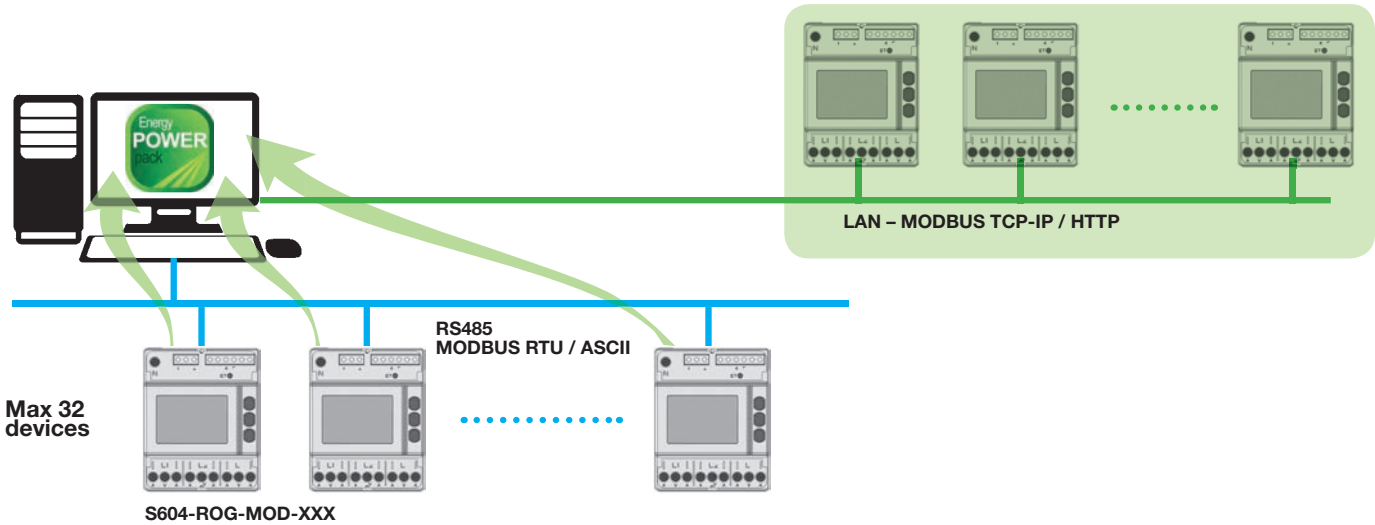 Energy
POWER
pack
LAN – MODBUS TCP-IP / HTTP
RS485
MODBUS RTU / ASCII
Max 32
devices
S604-ROG-MOD-XXX